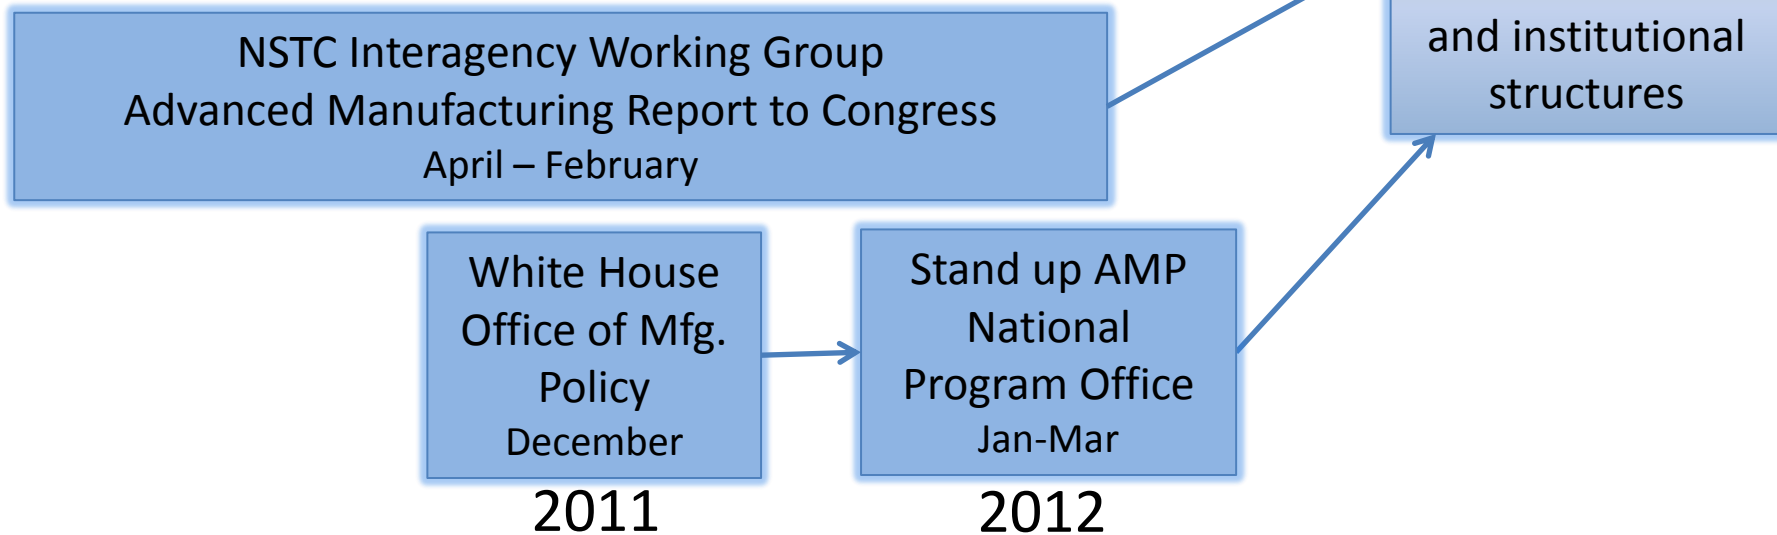 and institutional
structures
NSTC Interagency Working Group
Advanced Manufacturing Report to Congress
April – February
White House
Office of Mfg.
Policy
December
Stand up AMP
National
Program Office
Jan-Mar
2011
2012